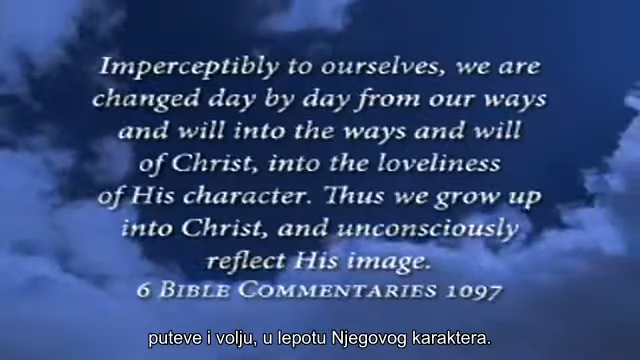 Imperceptibly to ourselves, we are
changed day by day from our ways
and will into the ways and will
of Christ, into the loveliness
of His character. Thus we grow up
into Christ, and unconsciously
reflect His image.
6 BIBLE COMMENTARIES 1097
puteve i volju, u lepotu Njegovog karaktera.